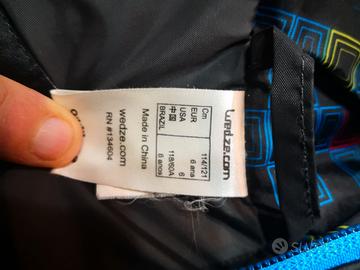 wedze.com
Cm 114/121
EUR 6 ans
USA 6
中国 118/60A
BRAZIL 6 anos
Made in China
wedze.com
RN #134604
SUBITO